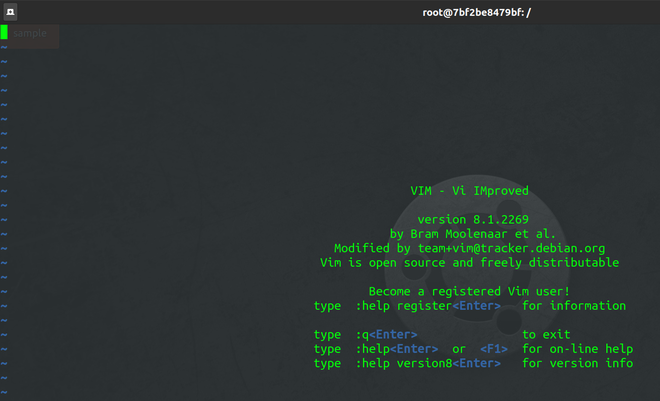 root@7bf2be8479bf: /
sample
~
~
~
~
~
~
~
~
~
~
~ VIM - Vi IMproved
~
~ version 8.1.2269
~ by Bram Moolenaar et al.
~ Modified by team+vim@tracker.debian.org
~ Vim is open source and freely distributable
~
~ Become a registered Vim user!
~ type :help register<Enter> for information
~
~ type :q<Enter> to exit
~ type :help<Enter> or <F1> for on-line help
~ type :help version8<Enter> for version info
~
~